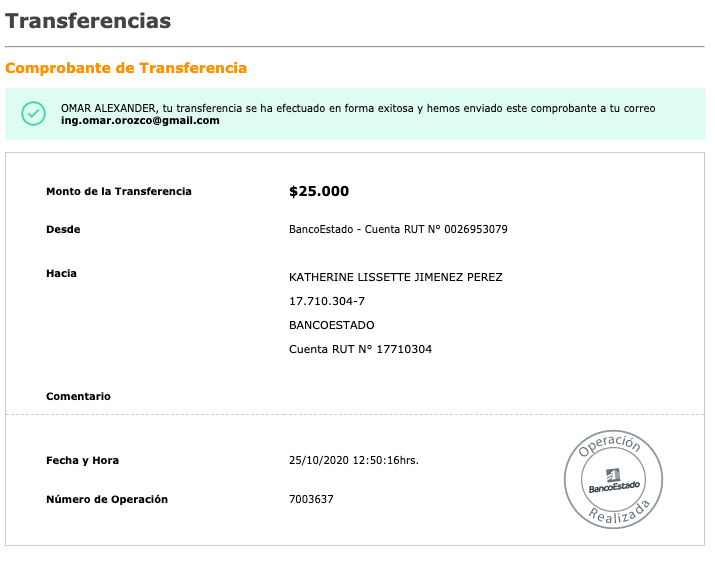 Transferencias
Comprobante de Transferencia
OMAR ALEXANDER, tu transferencia se ha efectuado en forma exitosa y hemos enviado este comprobante a tu correo
ing.omar.orozco@gmail.com
Monto de la Transferencia $25.000
Desde BancoEstado - Cuenta RUT N° 0026953079
Hacia KATHERINE LISSETTE JIMENEZ PEREZ
17.710.304-7
BANCOESTADO
Cuenta RUT N° 17710304
Comentario
Fecha y Hora 25/10/2020 12:50:16hrs.
Número de Operación 7003637
Operación
BancoEstado
Realizada